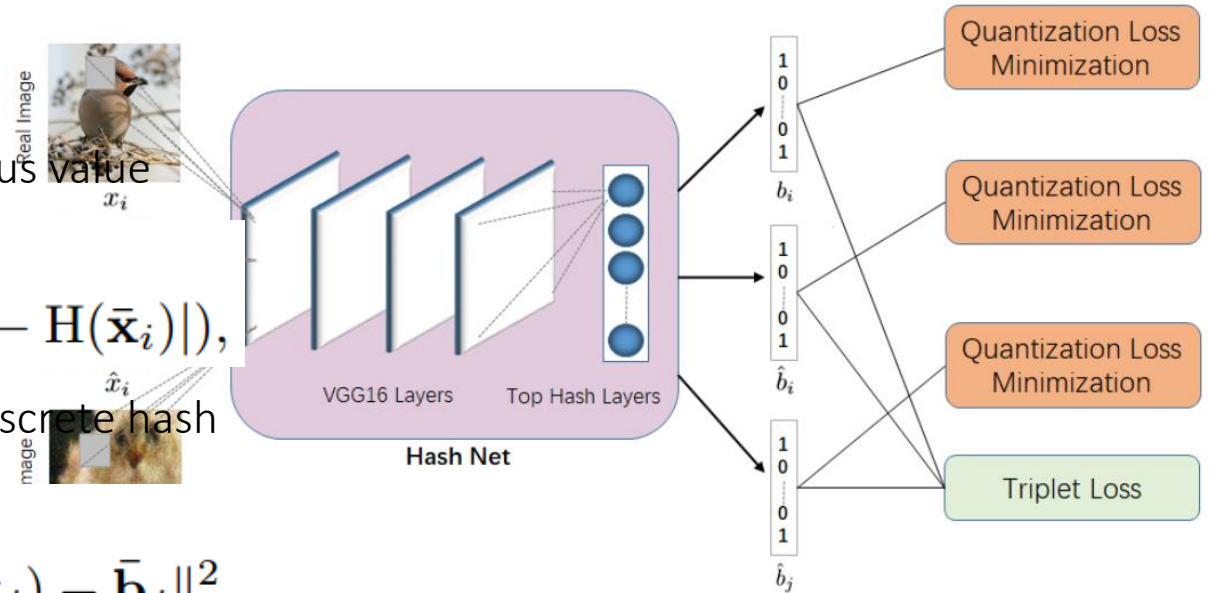 Real Image
us value
x_i
– H(x̄_i)|),
x̂_i
screte hash
mage
) – b̄ ||²
VGG16 Layers
Top Hash Layers
Hash Net
1
0
0
1
b_i
1
0
0
1
b̂_i
1
0
0
1
b̂_j
Quantization Loss
Minimization
Quantization Loss
Minimization
Quantization Loss
Minimization
Triplet Loss